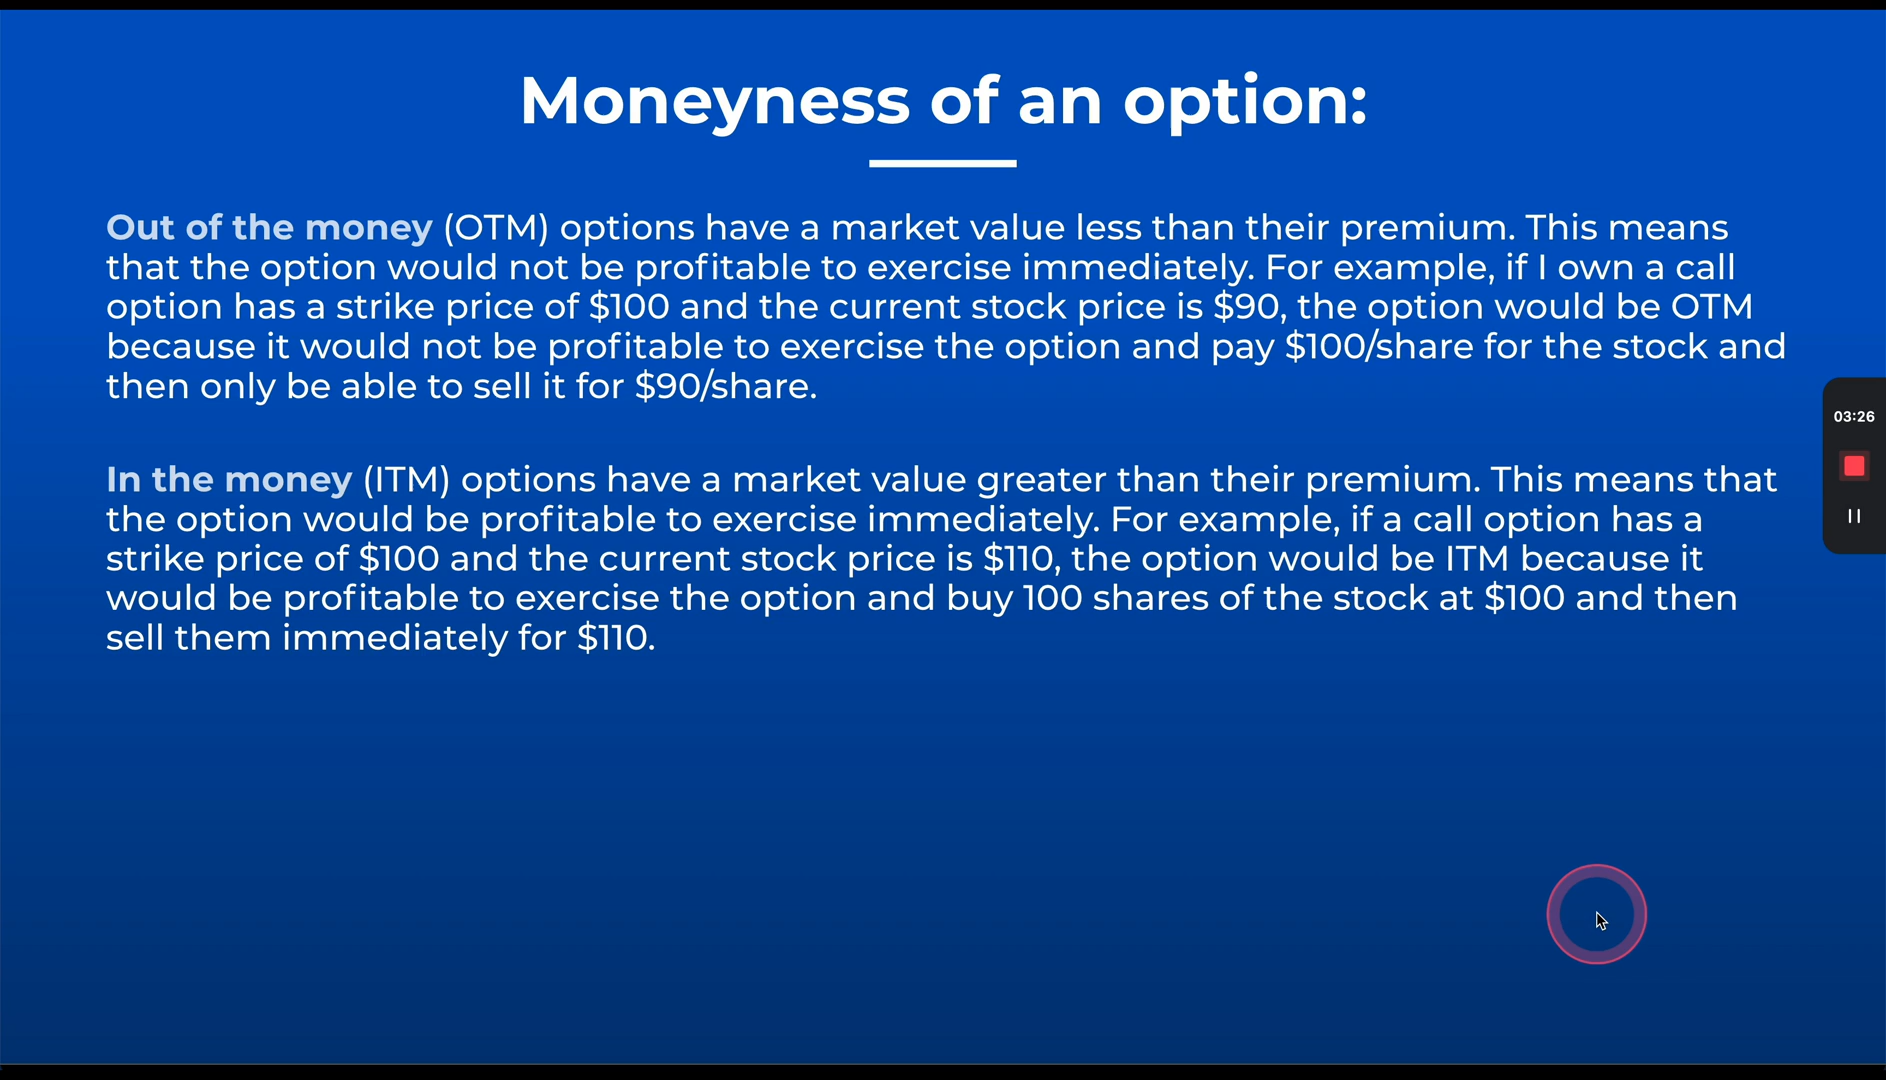 Moneyness of an option:
Out of the money (OTM) options have a market value less than their premium. This means
that the option would not be profitable to exercise immediately. For example, if I own a call
option has a strike price of $100 and the current stock price is $90, the option would be OTM
because it would not be profitable to exercise the option and pay $100/share for the stock and
then only be able to sell it for $90/share.
In the money (ITM) options have a market value greater than their premium. This means that
the option would be profitable to exercise immediately. For example, if a call option has a
strike price of $100 and the current stock price is $110, the option would be ITM because it
would be profitable to exercise the option and buy 100 shares of the stock at $100 and then
sell them immediately for $110.
03:26